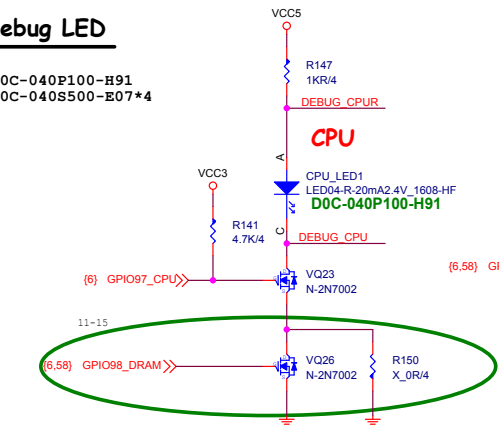 ebug LED
0C-040P100-H91
0C-040S500-E07*4
VCC5
R147
1KR/4
DEBUG_CPUR
CPU
A
CPU_LED1
LED04-R-20mA2.4V_1608-HF
D0C-040P100-H91
VCC3
R141
4.7K/4
C
DEBUG_CPU
{6} GPIO97_CPU
VQ23
N-2N7002
{6,58} GP
11-15
{6,58} GPIO98_DRAM
VQ26
N-2N7002
R150
X_0R/4